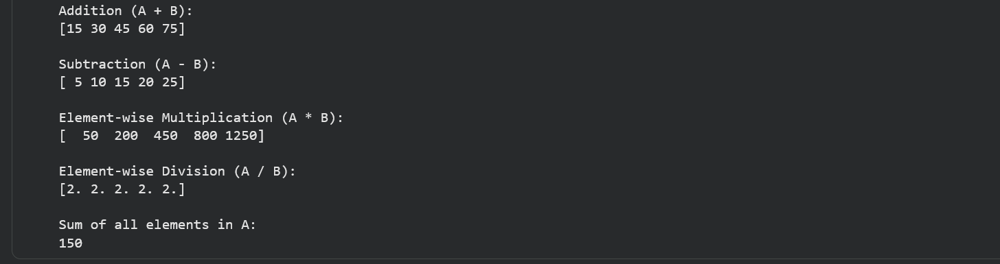 Addition (A + B):
[15 30 45 60 75]
Subtraction (A - B):
[ 5 10 15 20 25]
Element-wise Multiplication (A * B):
[  50  200  450  800 1250]
Element-wise Division (A / B):
[2. 2. 2. 2. 2.]
Sum of all elements in A:
150